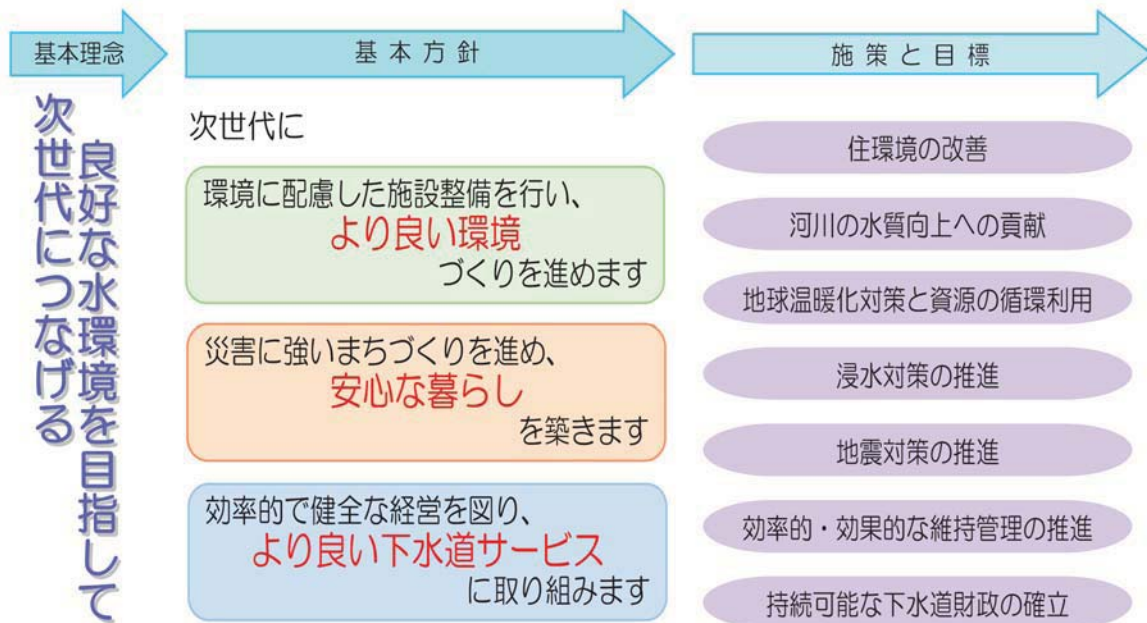 基本理念
基本方針
施策と目標
良好な水環境を目指して
次世代につなげる
次世代に
環境に配慮した施設整備を行い、
より良い環境
づくりを進めます
災害に強いまちづくりを進め、
安心な暮らし
を築きます
効率的で健全な経営を図り、
より良い下水道サービス
に取り組みます
住環境の改善
河川の水質向上への貢献
地球温暖化対策と資源の循環利用
浸水対策の推進
地震対策の推進
効率的・効果的な維持管理の推進
持続可能な下水道財政の確立